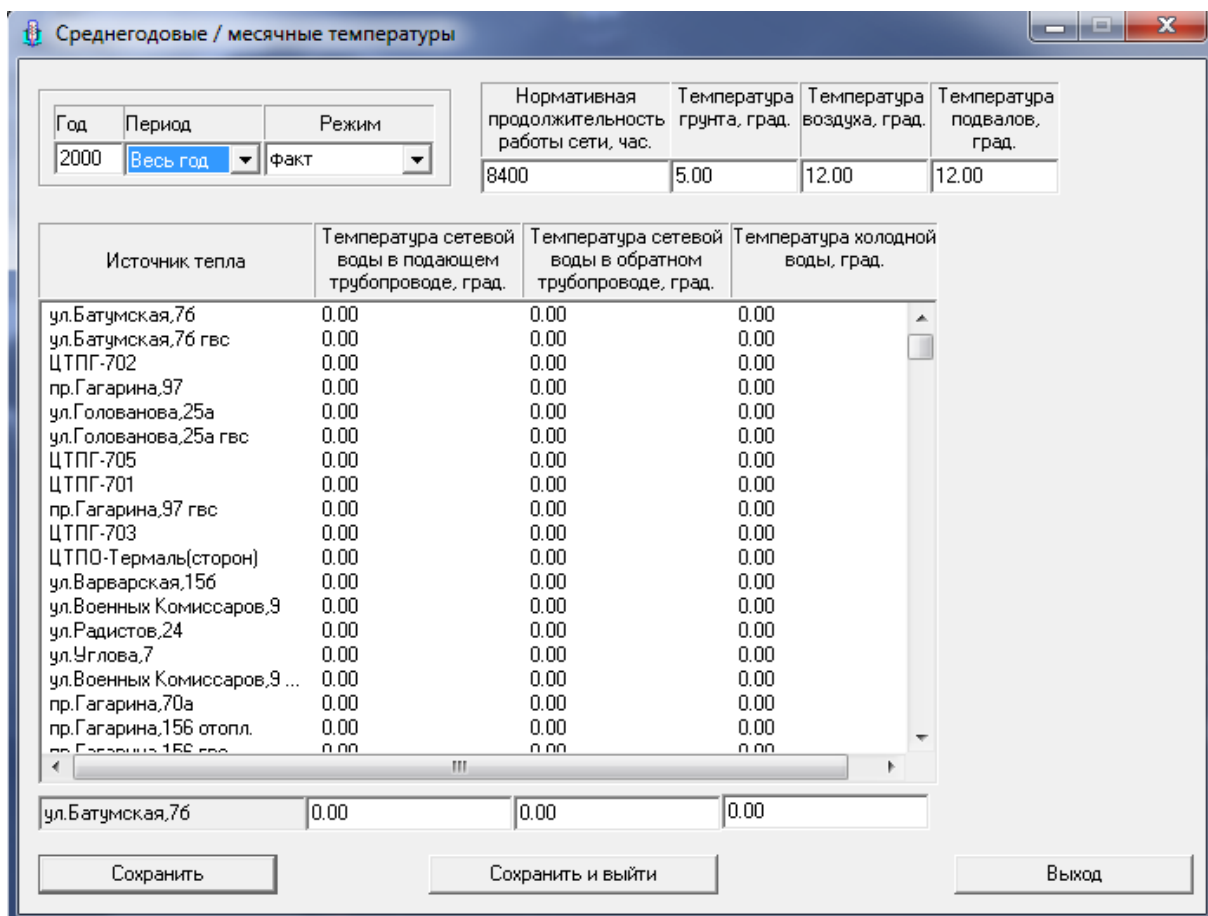 Среднегодовые / месячные температуры
Год Период Режим
2000 Весь год факт
Нормативная продолжительность работы сети, час. Температура грунта, град. Температура воздуха, град. Температура подвалов, град.
8400 5.00 12.00 12.00
Источник тепла Температура сетевой воды в подающем трубопроводе, град. Температура сетевой воды в обратном трубопроводе, град. Температура холодной воды, град.
ул.Батумская,7б 0.00 0.00 0.00
ул.Батумская,7б гвс 0.00 0.00 0.00
ЦТПГ-702 0.00 0.00 0.00
пр.Гагарина,97 0.00 0.00 0.00
ул.Голованова,25а 0.00 0.00 0.00
ул.Голованова,25а гвс 0.00 0.00 0.00
ЦТПГ-705 0.00 0.00 0.00
ЦТПГ-701 0.00 0.00 0.00
пр.Гагарина,97 гвс 0.00 0.00 0.00
ЦТПГ-703 0.00 0.00 0.00
ЦТПО-Термаль(сторон) 0.00 0.00 0.00
ул.Варварская,15б 0.00 0.00 0.00
ул.Военных Комиссаров,9 0.00 0.00 0.00
ул.Радистов,24 0.00 0.00 0.00
ул.Углова,7 0.00 0.00 0.00
ул.Военных Комиссаров,9 ... 0.00 0.00 0.00
пр.Гагарина,70а 0.00 0.00 0.00
пр.Гагарина,156 отопл. 0.00 0.00 0.00
пр.Гагарина,156 гвс 0.00 0.00 0.00
ул.Батумская,7б 0.00 0.00 0.00
Сохранить Сохранить и выйти Выход